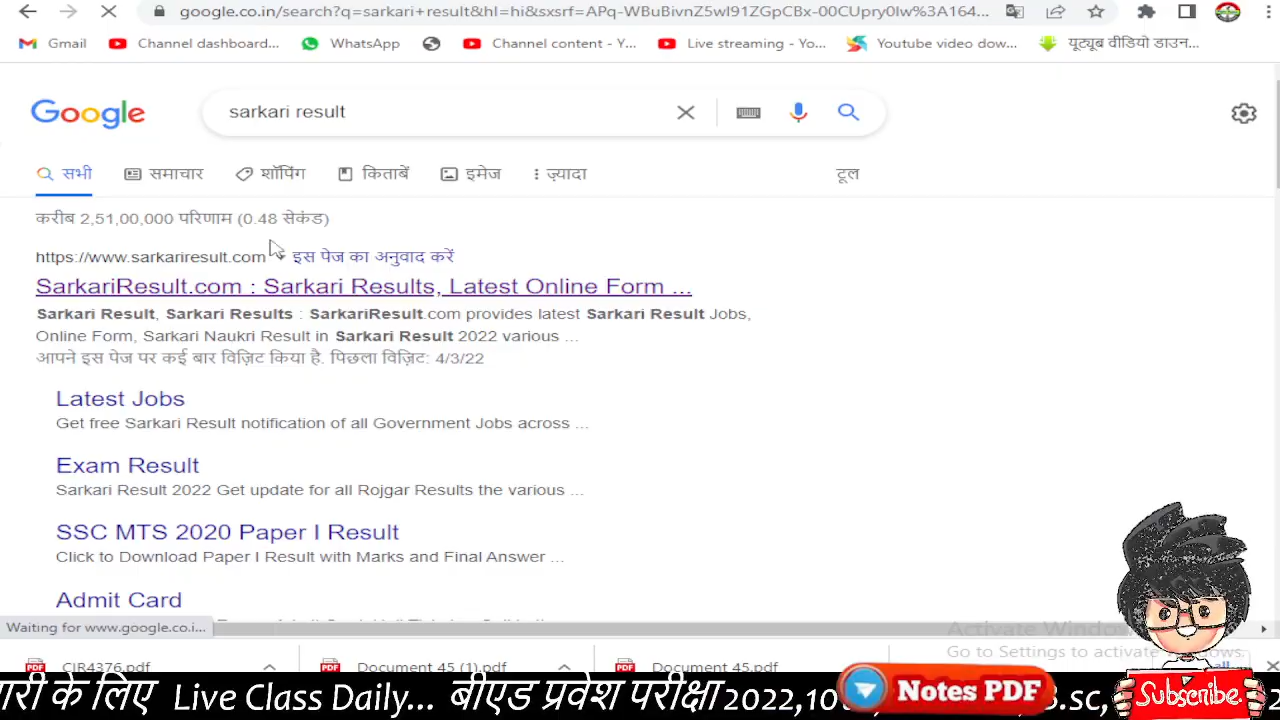 google.co.in/search?q=sarkari+result&hl=hi&sxsrf=APq-WBuBivnZ5wl91ZGpCBx-00CUpry0Iw%3A164...
Gmail Channel dashboard... WhatsApp Channel content - Y... Live streaming - Yo... Youtube video dow... यूट्यूब वीडियो डाउन...
Google sarkari result
सभी समाचार शॉपिंग किताबें इमेज ज़्यादा टूल
करीब 2,51,00,000 परिणाम (0.48 सेकंड)
https://www.sarkariresult.com इस पेज का अनुवाद करें
SarkariResult.com : Sarkari Results, Latest Online Form ...
Sarkari Result, Sarkari Results : SarkariResult.com provides latest Sarkari Result Jobs,
Online Form, Sarkari Naukri Result in Sarkari Result 2022 various ...
आपने इस पेज पर कई बार विज़िट किया है. पिछला विज़िट: 4/3/22
Latest Jobs
Get free Sarkari Result notification of all Government Jobs across ...
Exam Result
Sarkari Result 2022 Get update for all Rojgar Results the various ...
SSC MTS 2020 Paper I Result
Click to Download Paper I Result with Marks and Final Answer ...
Admit Card
Waiting for www.google.co.i...
Activate Windows
Go to Settings to activate Windows.
PDF CIR4376.pdf PDF Document 45 (1).pdf PDF Document 45.pdf
ारी के लिए Live Class Daily... बीएड प्रवेश परीक्षा 2022,10
Notes PDF
Subscribe